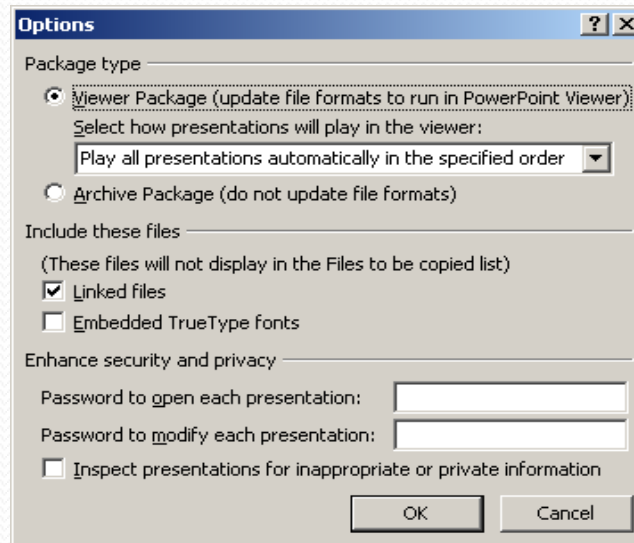 Options
Package type
Viewer Package (update file formats to run in PowerPoint Viewer)
Select how presentations will play in the viewer:
Play all presentations automatically in the specified order
Archive Package (do not update file formats)
Include these files
(These files will not display in the Files to be copied list)
Linked files
Embedded TrueType fonts
Enhance security and privacy
Password to open each presentation:
Password to modify each presentation:
Inspect presentations for inappropriate or private information
OK Cancel